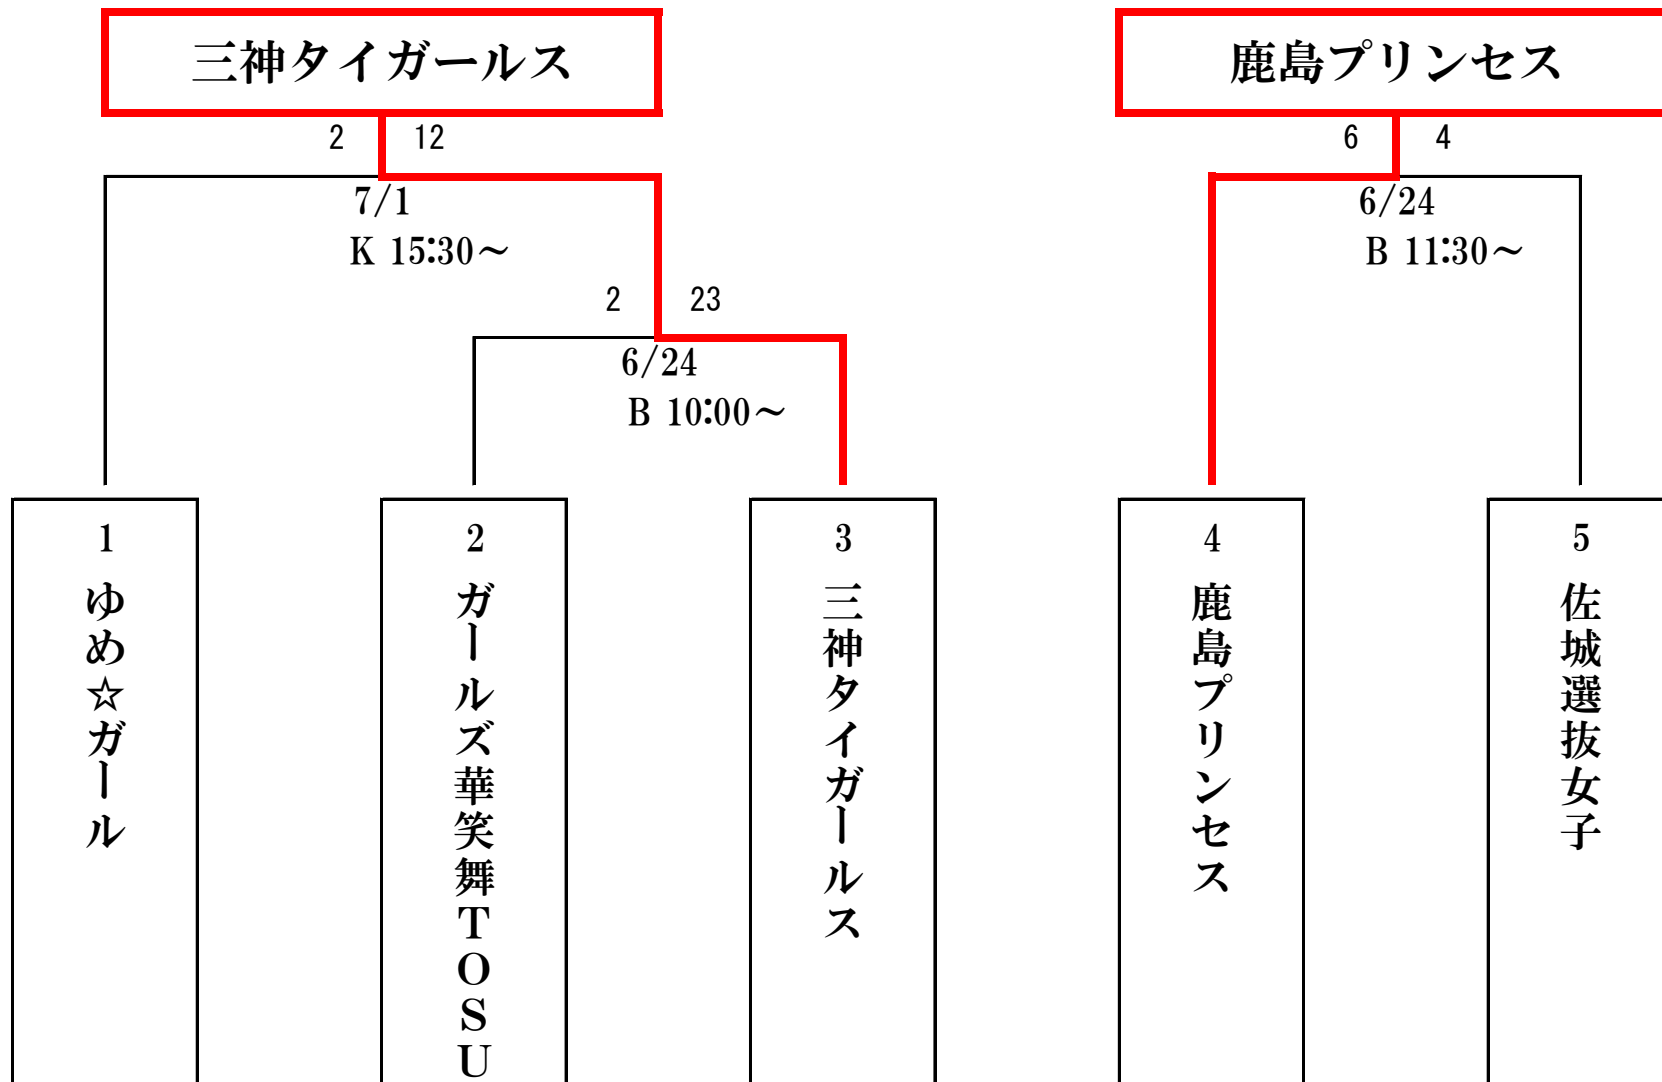 三神タイガールス
鹿島プリンセス
2 12
6 4
7/1
K 15:30～
6/24
B 11:30～
2 23
6/24
B 10:00～
1
ゆめ☆ガール
2
ガールズ華笑舞TOSU
3
三神タイガールス
4
鹿島プリンセス
5
佐城選抜女子